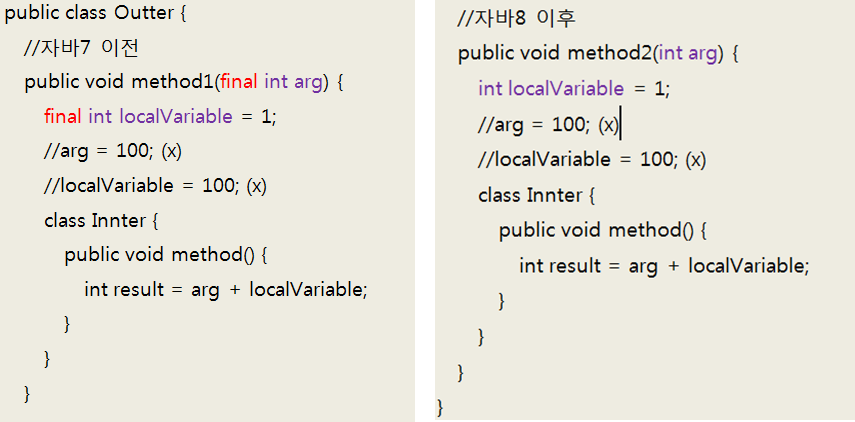 public class Outter {
//자바7 이전
public void method1(final int arg) {
final int localVariable = 1;
//arg = 100; (x)
//localVariable = 100; (x)
class Innter {
public void method() {
int result = arg + localVariable;
}
}
}
//자바8 이후
public void method2(int arg) {
int localVariable = 1;
//arg = 100; (x)
//localVariable = 100; (x)
class Innter {
public void method() {
int result = arg + localVariable;
}
}
}
}